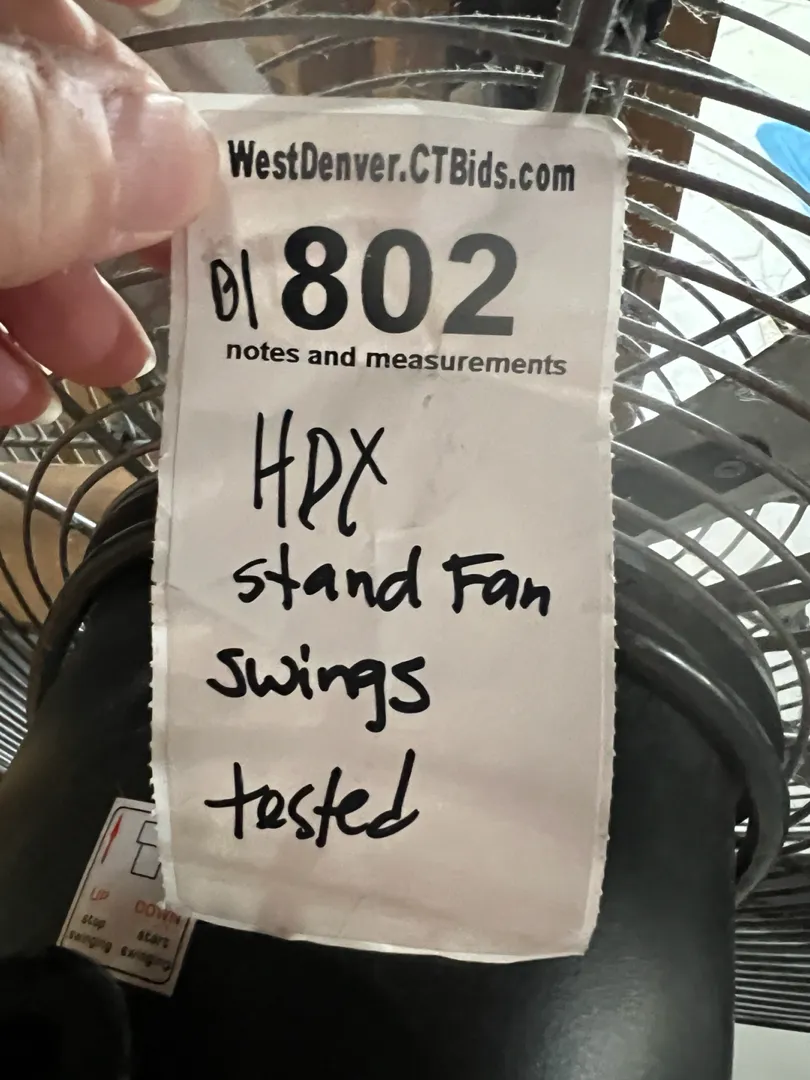 WestDenver.CTBids.com
B1 802
notes and measurements
HDX
stand Fan
swings
tested
UP DOWN
stop start
swinging swinging